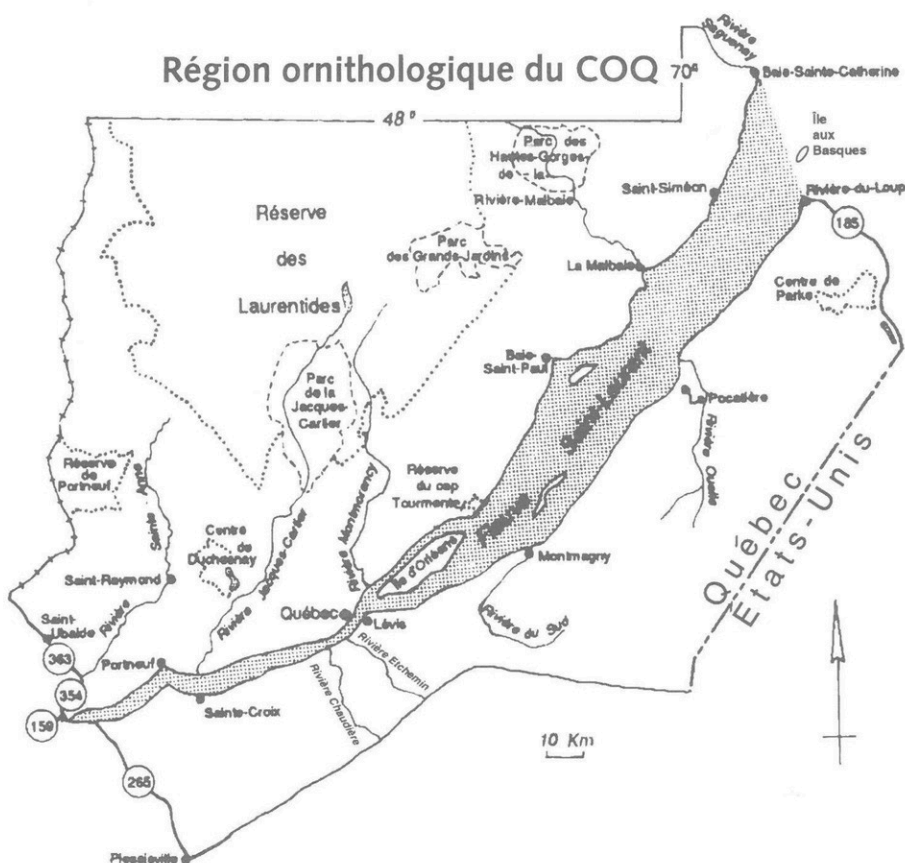 Rivière
Saguenay
Région ornithologique du COQ
70°
Baie-Sainte-Catherine
48°
Île
aux
Basques
Parc des
Hautes-Gorges-
de-la
Rivière-Malbaie
Saint-Siméon
Rivière-du-Loup
185
Réserve
des
Laurentides
Parc
des Grands-Jardins
La Malbaie
Centre de
Parke
Baie-
Saint-Paul
Fleuve Saint-Laurent
La Pocatière
Parc
de la
Jacques-
Cartier
Rivière Ouelle
Réserve
de
Portneuf
Rivière Sainte Anne
Réserve du cap
Tourmente
Rivière Montmorency
Centre
de
Duchesnay
Rivière Jacques-Cartier
Île d'Orléans
Montmagny
Québec
États-Unis
Saint-Raymond
Québec
Lévis
Rivière du Sud
Saint-
Ubalde
363
Portneuf
Rivière Etchemin
354
Sainte-Croix
Rivière Chaudière
159
10 Km
265
Plessisville